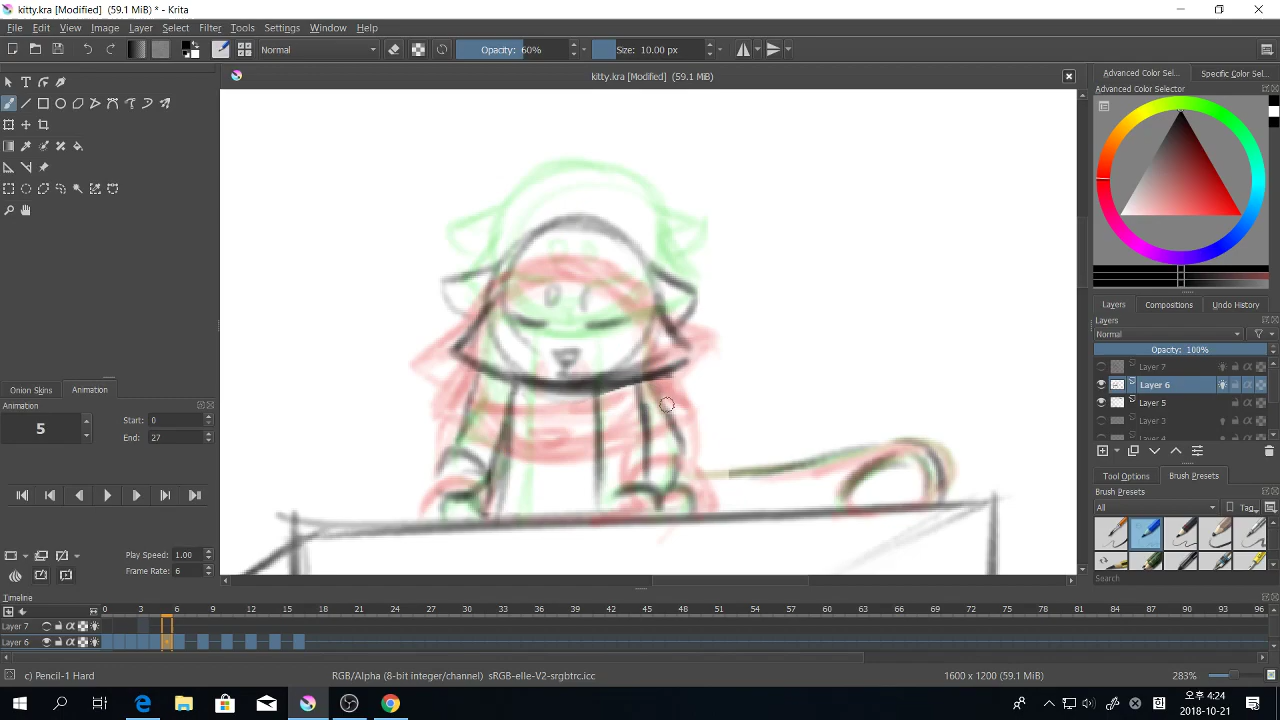 kitty.kra [Modified] (59.1 MiB) * - Krita
File Edit View Image Layer Select Filter Tools Settings Window Help
Normal Opacity: 60% Size: 10.00 px
kitty.kra [Modified] (59.1 MiB)
Advanced Color Sel... Specific Color Sel...
Advanced Color Selector
Layers Compositions Undo History
Layers
Normal
Opacity: 100%
Layer 7
Layer 6
Layer 5
Layer 3
Layer 4
Onion Skins Animation
Animation
5 Start: 0
End: 27
Tool Options Brush Presets
Brush Presets
All Tag
Play Speed: 1.00
Frame Rate: 6
Search
Timeline
0 3 6 9 12 15 18 21 24 27 30 33 36 39 42 45 48 51 54 57 60 63 66 69 72 75 78 81 84 87 90 93 96
Layer 7
Layer 6
c) Pencil-1 Hard RGB/Alpha (8-bit integer/channel) sRGB-elle-V2-srgbtrc.icc 1600 x 1200 (59.1 MiB) 283%
오후 4:24
2018-10-21